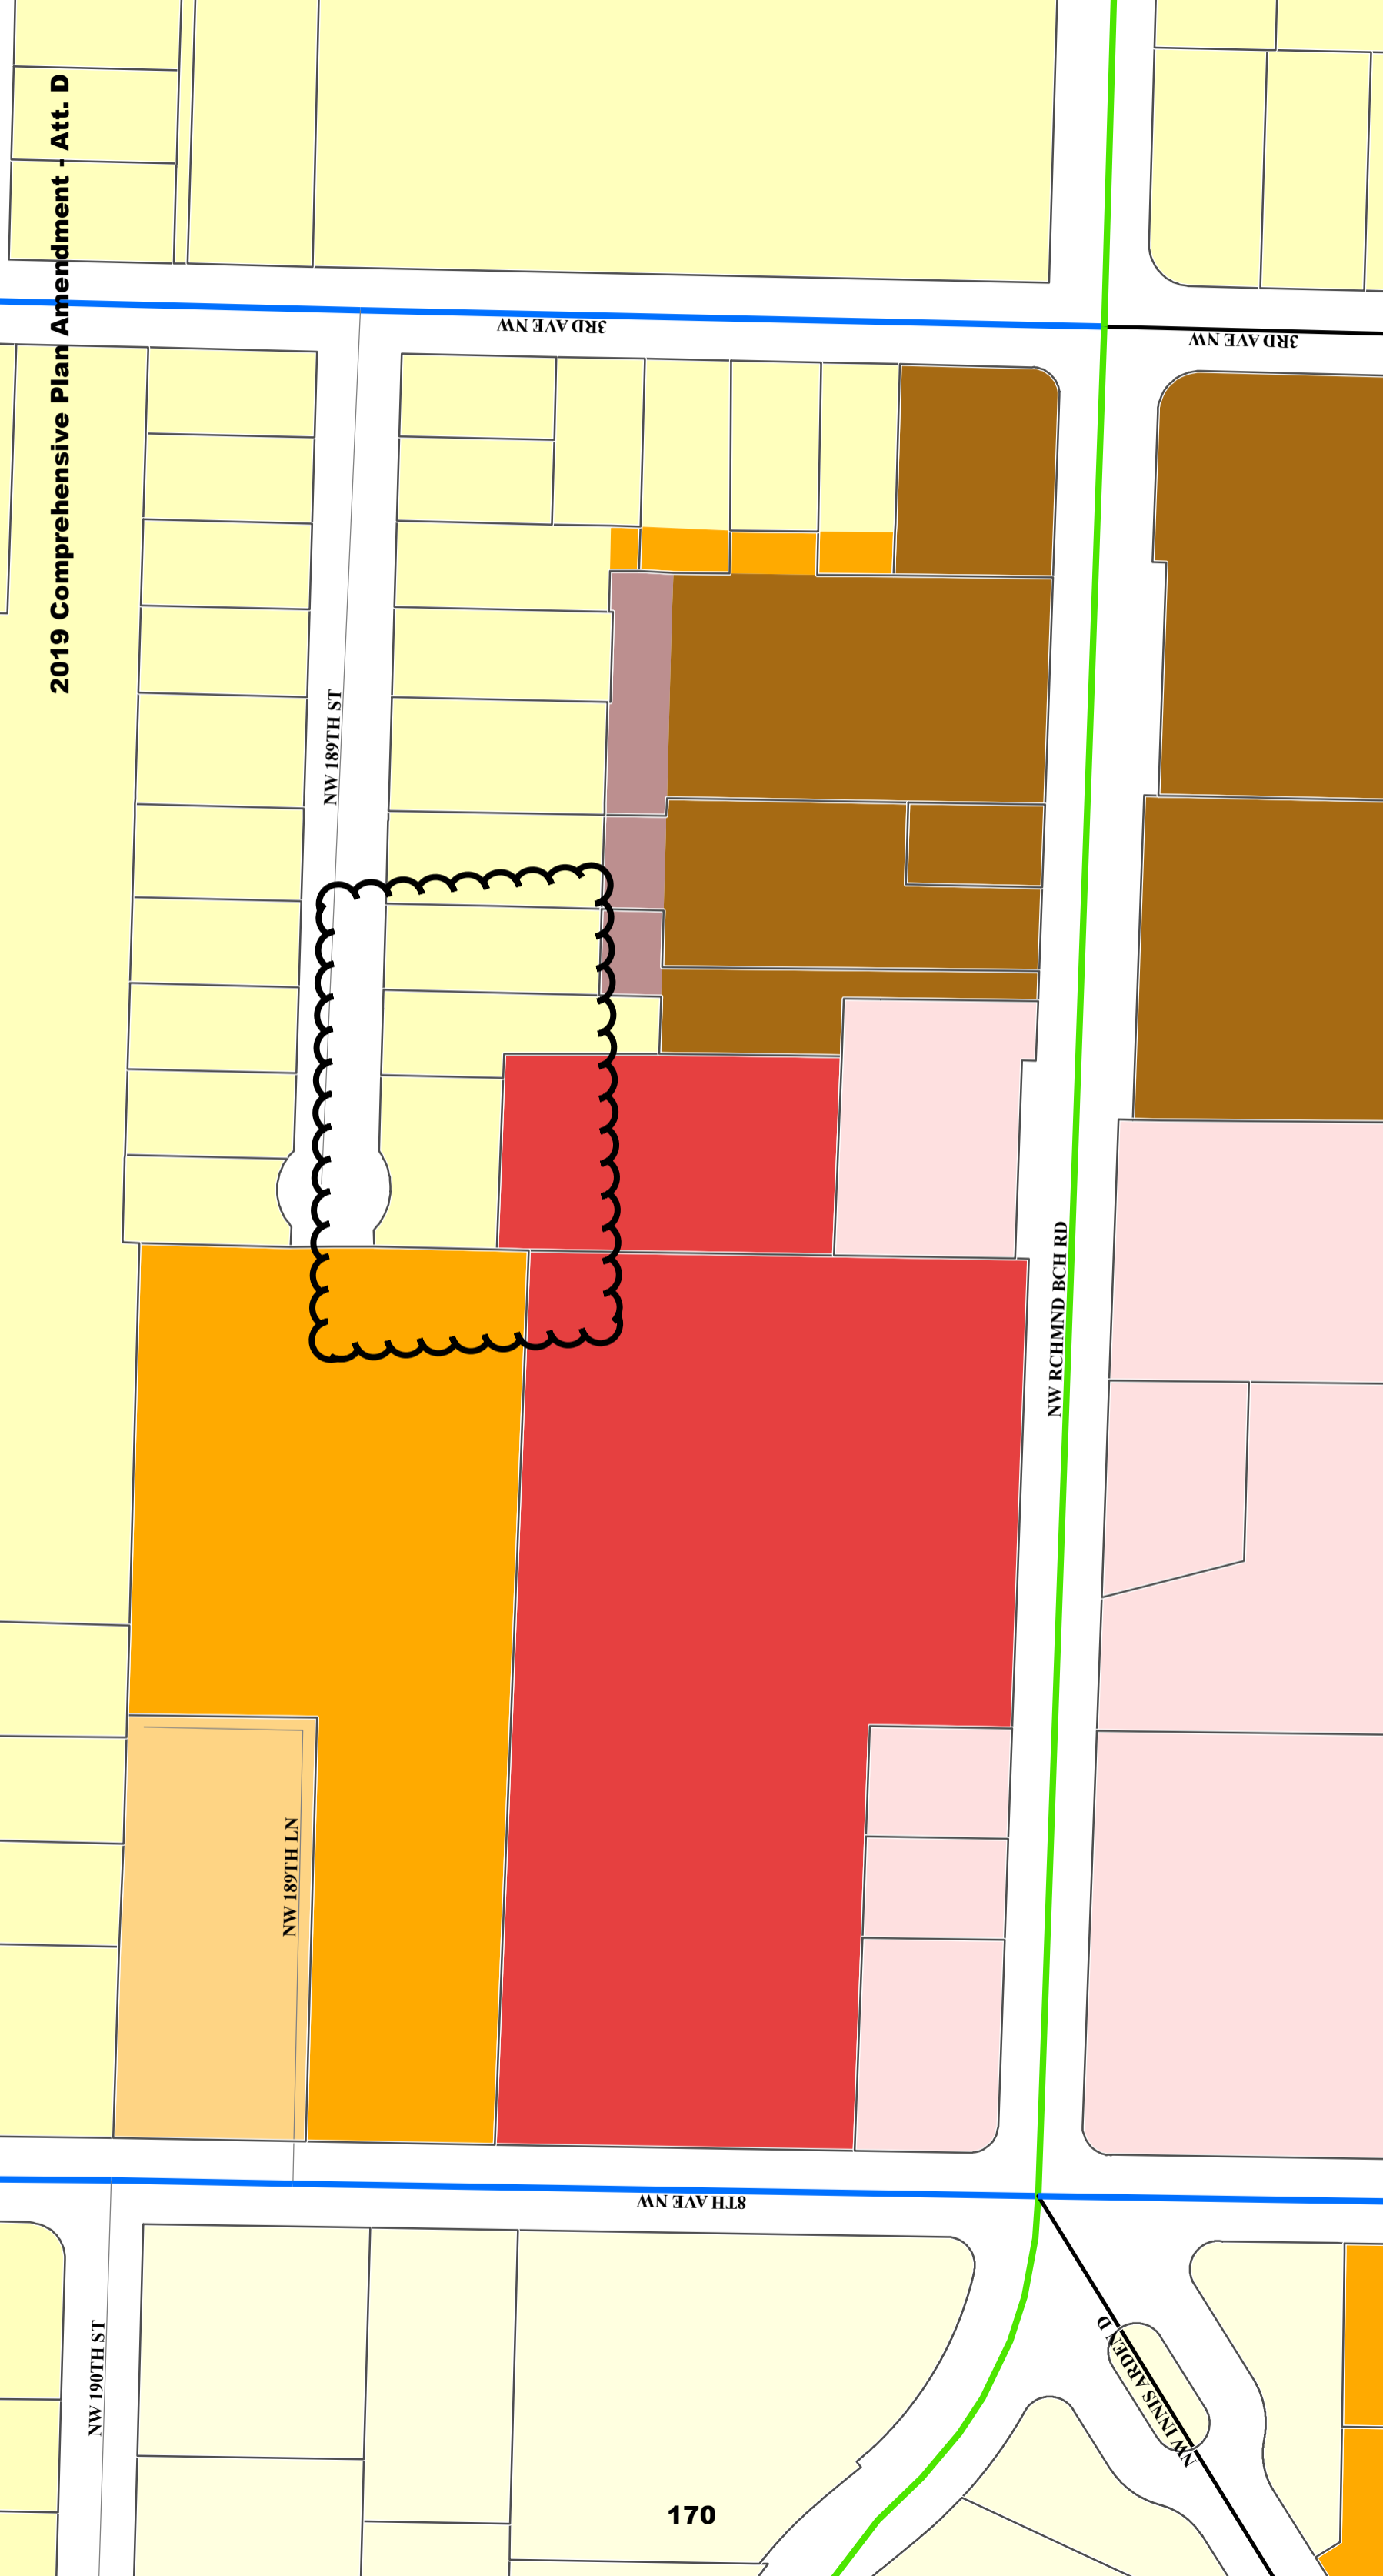 2019 Comprehensive Plan Amendment - Att. D
3RD AVE NW
3RD AVE NW
NW 189TH ST
NW RCHMND BCH RD
NW 189TH LN
8TH AVE NW
NW 190TH ST
NW INNIS ARDEN D
170